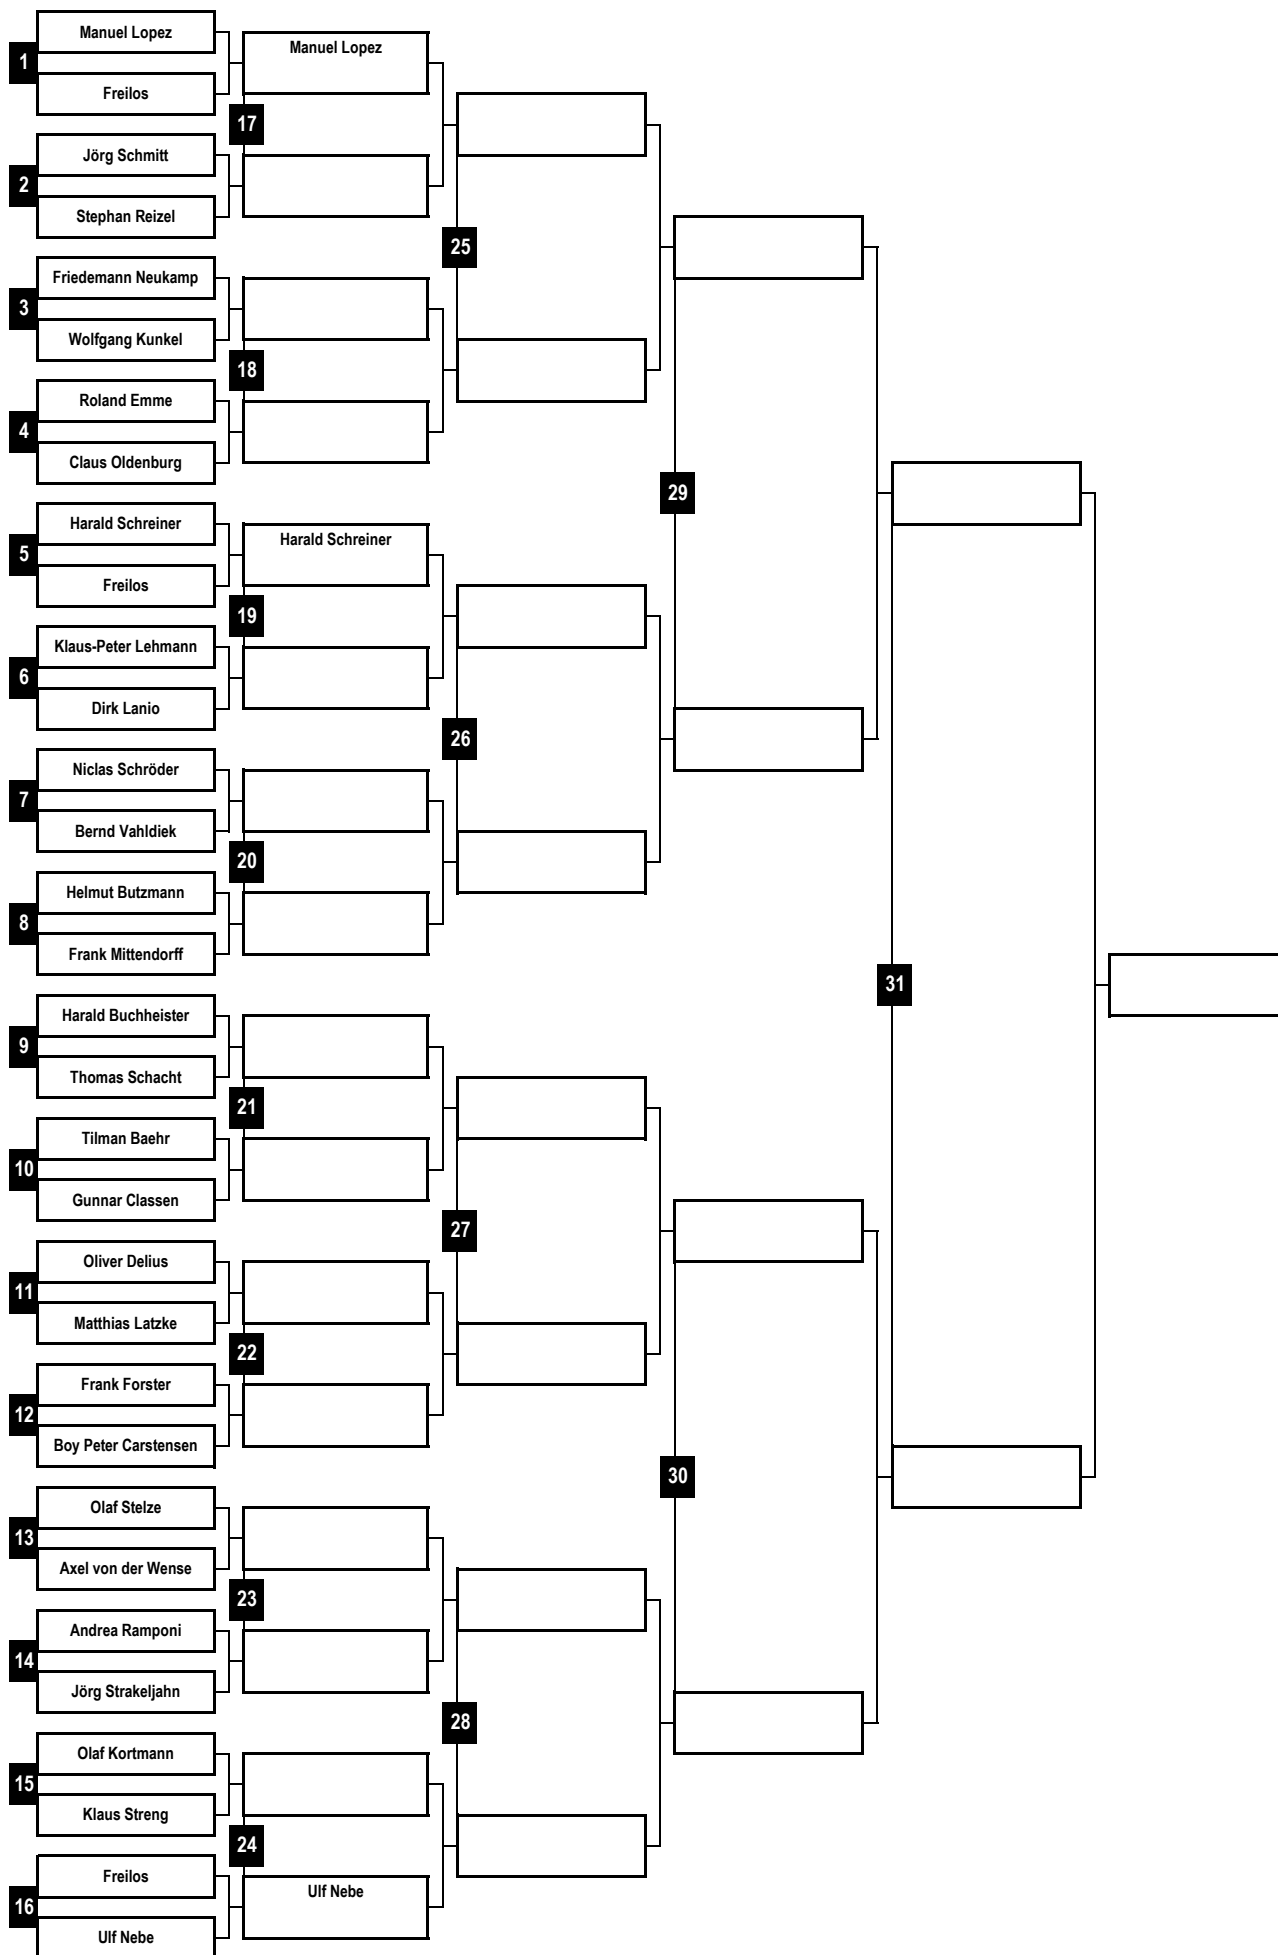 Manuel Lopez
1
Freilos
Manuel Lopez
17
Jörg Schmitt
2
Stephan Reizel
25
Friedemann Neukamp
3
Wolfgang Kunkel
18
Roland Emme
4
Claus Oldenburg
29
Harald Schreiner
5
Freilos
Harald Schreiner
19
Klaus-Peter Lehmann
6
Dirk Lanio
26
Niclas Schröder
7
Bernd Vahldiek
20
Helmut Butzmann
8
Frank Mittendorff
31
Harald Buchheister
9
Thomas Schacht
21
Tilman Baehr
10
Gunnar Classen
27
Oliver Delius
11
Matthias Latzke
22
Frank Forster
12
Boy Peter Carstensen
30
Olaf Stelze
13
Axel von der Wense
23
Andrea Ramponi
14
Jörg Strakeljahn
28
Olaf Kortmann
15
Klaus Streng
24
Freilos
16
Ulf Nebe
Ulf Nebe